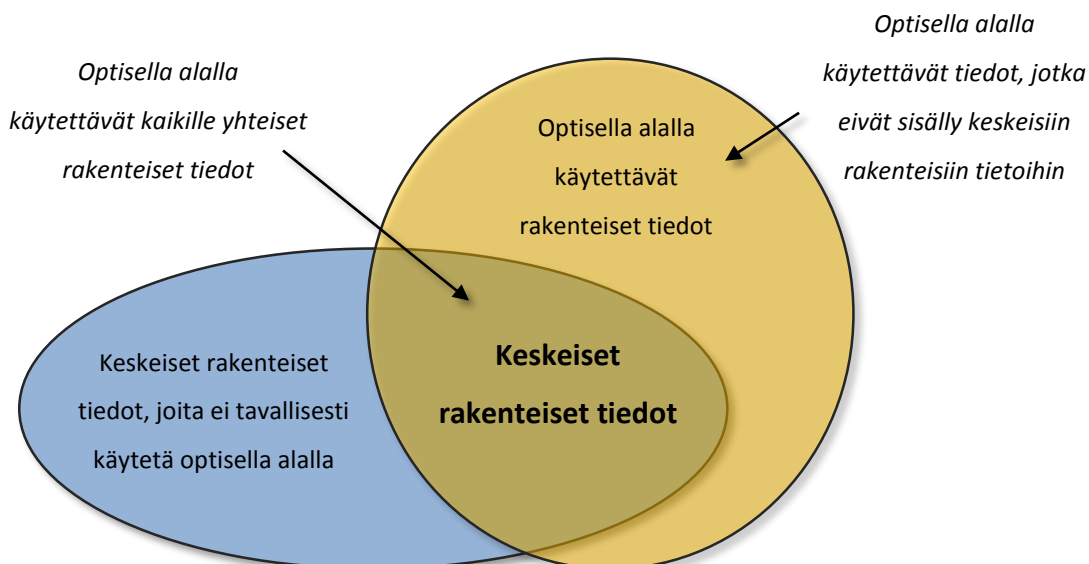 Optisella alalla
käytettävät kaikille yhteiset
rakenteiset tiedot
Optisella alalla
käytettävät tiedot, jotka
eivät sisälly keskeisiin
rakenteisiin tietoihin
Optisella alalla
käytettävät
rakenteiset tiedot
Keskeiset rakenteiset
tiedot, joita ei tavallisesti
käytetä optisella alalla
Keskeiset
rakenteiset tiedot